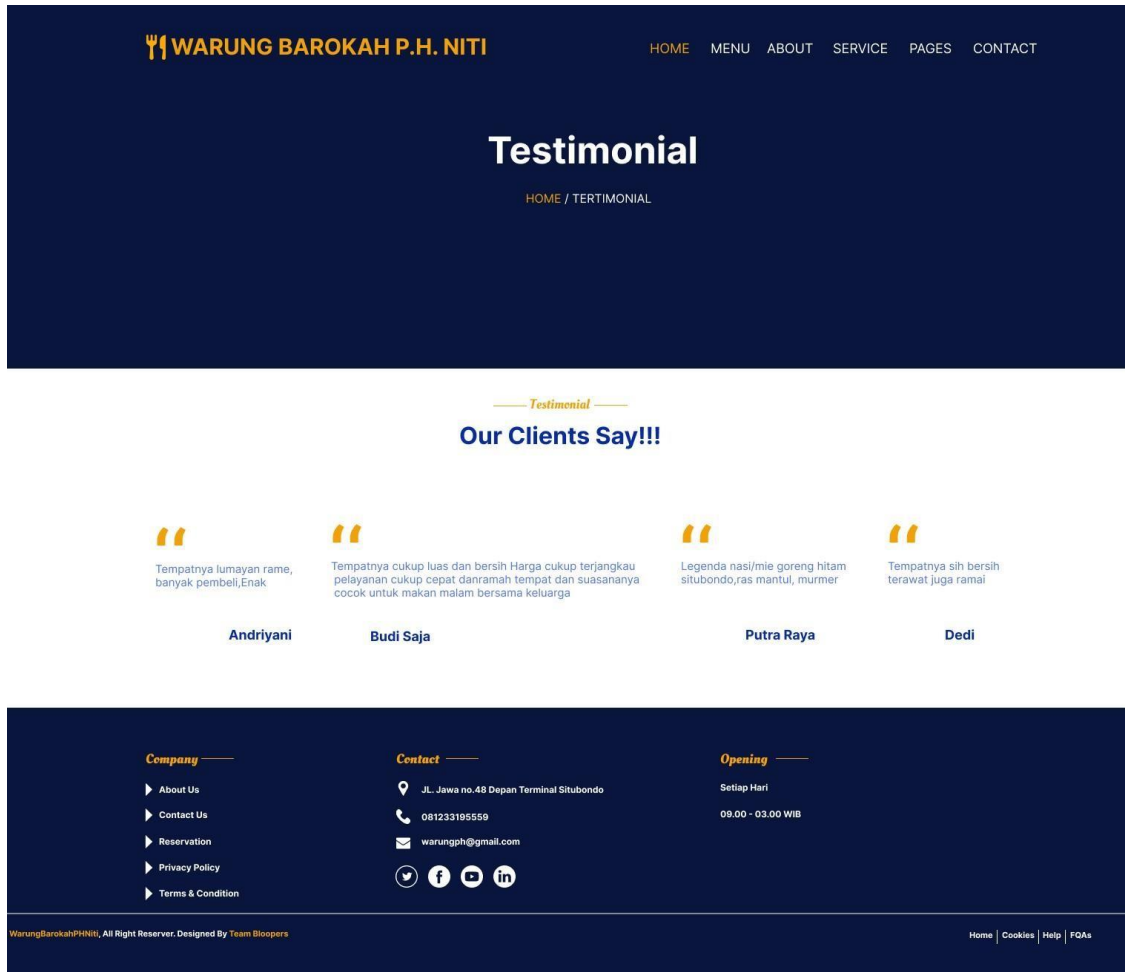 WARUNG BAROKAH P.H. NITI
HOME MENU ABOUT SERVICE PAGES CONTACT
Testimonial
HOME / TERTIMONIAL
Testimonial
Our Clients Say!!!
Tempatnya lumayan rame,
banyak pembeli,Enak
Andriyani
Tempatnya cukup luas dan bersih Harga cukup terjangkau
pelayanan cukup cepat danramah tempat dan suasananya
cocok untuk makan malam bersama keluarga
Budi Saja
Legenda nasi/mie goreng hitam
situbondo,ras mantul, murmer
Putra Raya
Tempatnya sih bersih
terawat juga ramai
Dedi
Company
About Us
Contact Us
Reservation
Privacy Policy
Terms & Condition
Contact
JL. Jawa no.48 Depan Terminal Situbondo
081233195559
warungph@gmail.com
Opening
Setiap Hari
09.00 - 03.00 WIB
WarungBarokahPHNiti, All Right Reserver. Designed By Team Bloopers
Home | Cookies | Help | FQAs